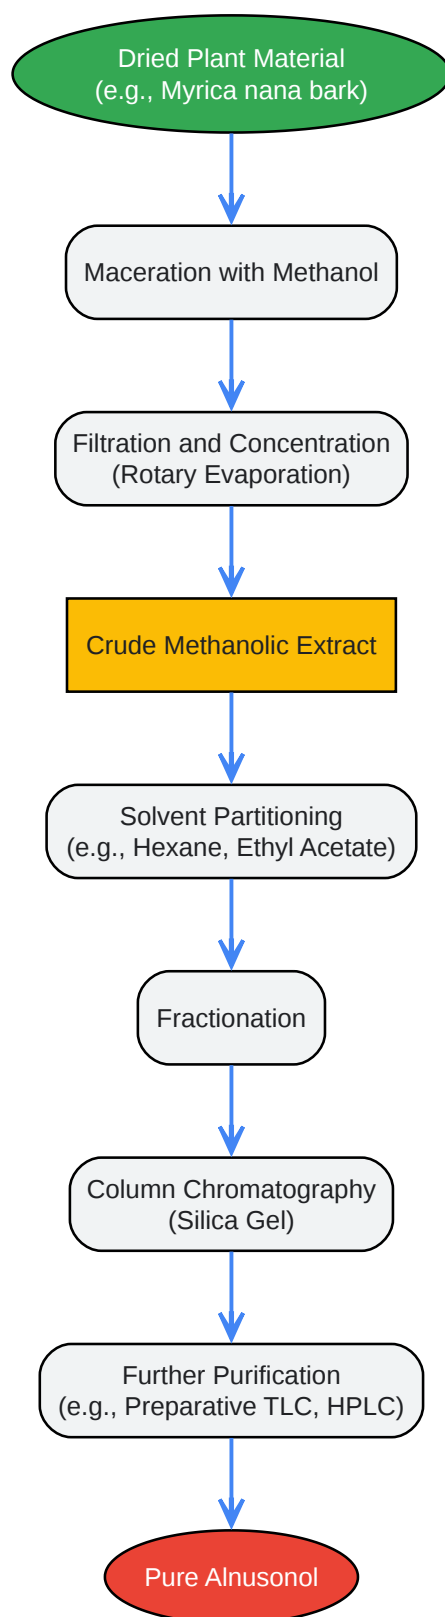 Dried Plant Material
(e.g., Myrica nana bark)
Maceration with Methanol
Filtration and Concentration
(Rotary Evaporation)
Crude Methanolic Extract
Solvent Partitioning
(e.g., Hexane, Ethyl Acetate)
Fractionation
Column Chromatography
(Silica Gel)
Further Purification
(e.g., Preparative TLC, HPLC)
Pure Alnusonol